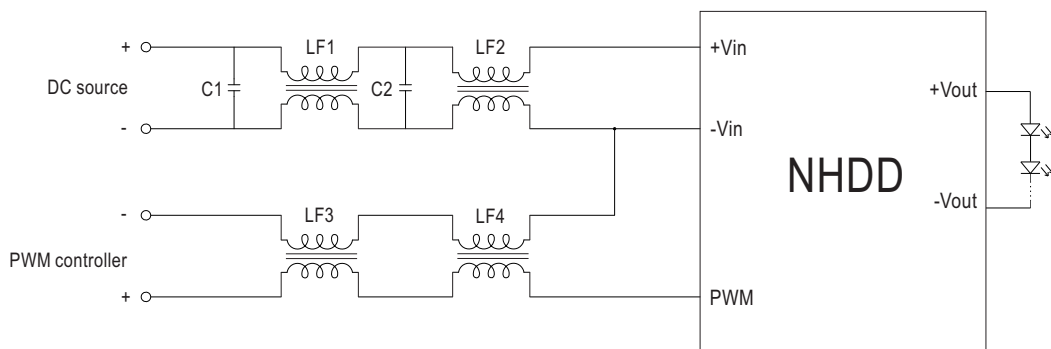 LF1
LF2
+
+Vin
DC source
C1
C2
+Vout
-
-Vin
NHDD
-
LF3
LF4
-Vout
PWM controller
+
PWM